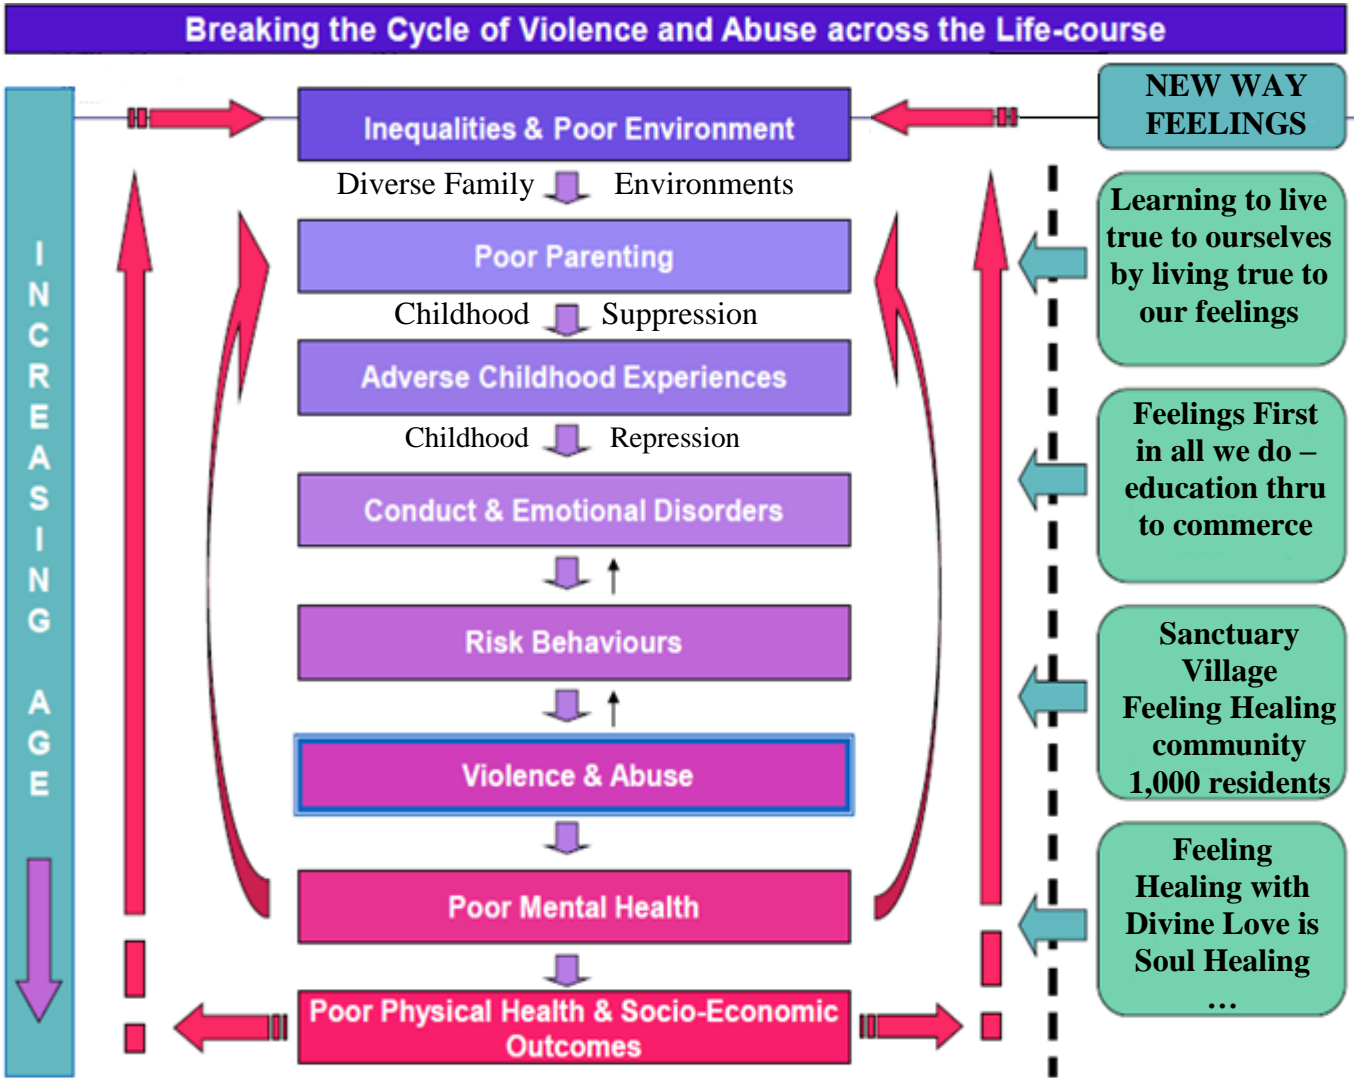 Breaking the Cycle of Violence and Abuse across the Life-course
INCREASING AGE
Inequalities & Poor Environment
Diverse Family Environments
Poor Parenting
Childhood Suppression
Adverse Childhood Experiences
Childhood Repression
Conduct & Emotional Disorders
Risk Behaviours
Violence & Abuse
Poor Mental Health
Poor Physical Health & Socio-Economic
Outcomes
NEW WAY
FEELINGS
Learning to live
true to ourselves
by living true to
our feelings
Feelings First
in all we do –
education thru
to commerce
Sanctuary
Village
Feeling Healing
community
1,000 residents
Feeling
Healing with
Divine Love is
Soul Healing
…